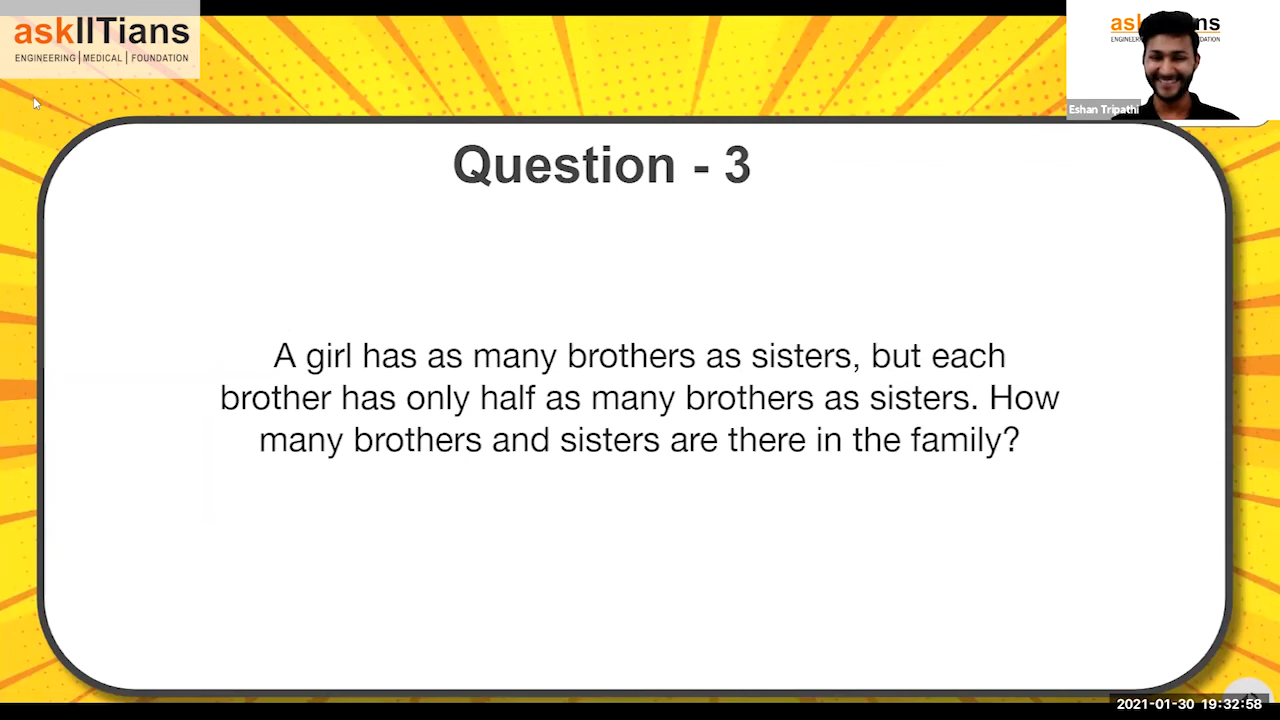 askIITians
ENGINEERING | MEDICAL | FOUNDATION
Eshan Tripathi
Question - 3
A girl has as many brothers as sisters, but each
brother has only half as many brothers as sisters. How
many brothers and sisters are there in the family?
2021-01-30 19:32:58